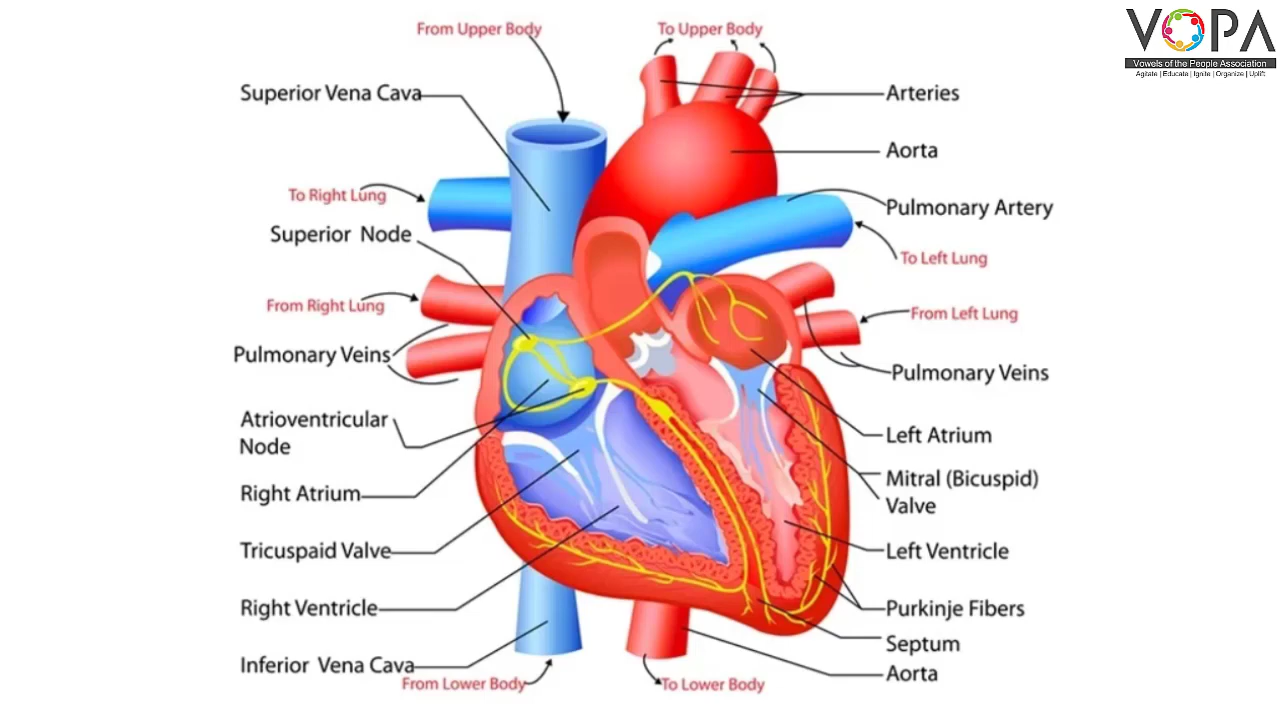 VOPA
Vowels of the People Association
Agitate | Educate | Ignite | Organize | Uplift
From Upper Body
To Upper Body
Superior Vena Cava
Arteries
Aorta
To Right Lung
Pulmonary Artery
Superior Node
To Left Lung
From Right Lung
From Left Lung
Pulmonary Veins
Pulmonary Veins
Atrioventricular
Node
Left Atrium
Right Atrium
Mitral (Bicuspid)
Valve
Tricuspaid Valve
Left Ventricle
Right Ventricle
Purkinje Fibers
Septum
Inferior Vena Cava
Aorta
From Lower Body
To Lower Body